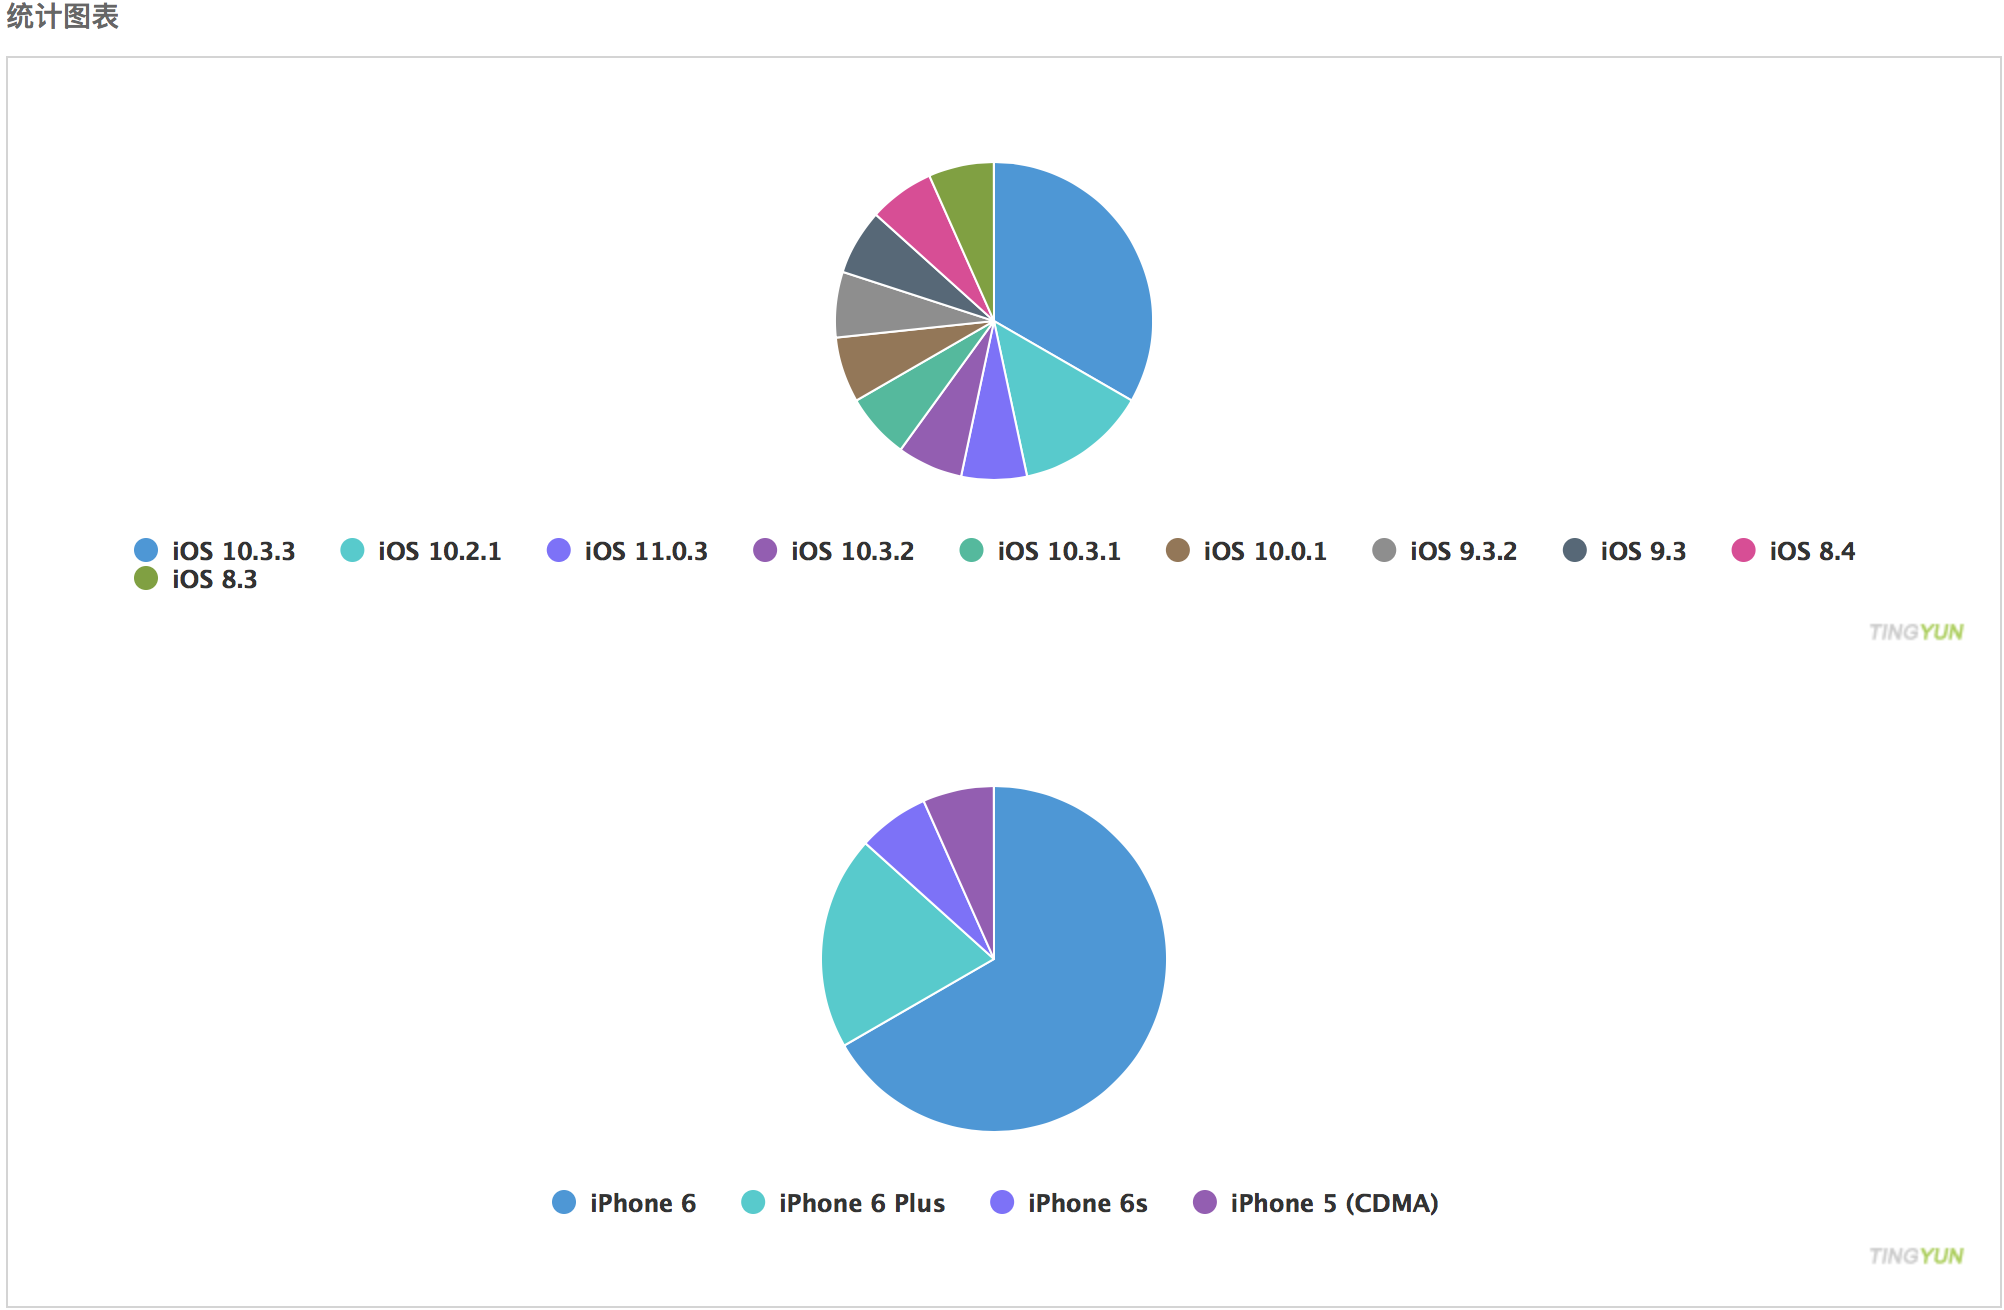 统计图表
iOS 10.3.3 iOS 10.2.1 iOS 11.0.3 iOS 10.3.2 iOS 10.3.1 iOS 10.0.1 iOS 9.3.2 iOS 9.3 iOS 8.4
iOS 8.3
TINGYUN
iPhone 6 iPhone 6 Plus iPhone 6s iPhone 5 (CDMA)
TINGYUN